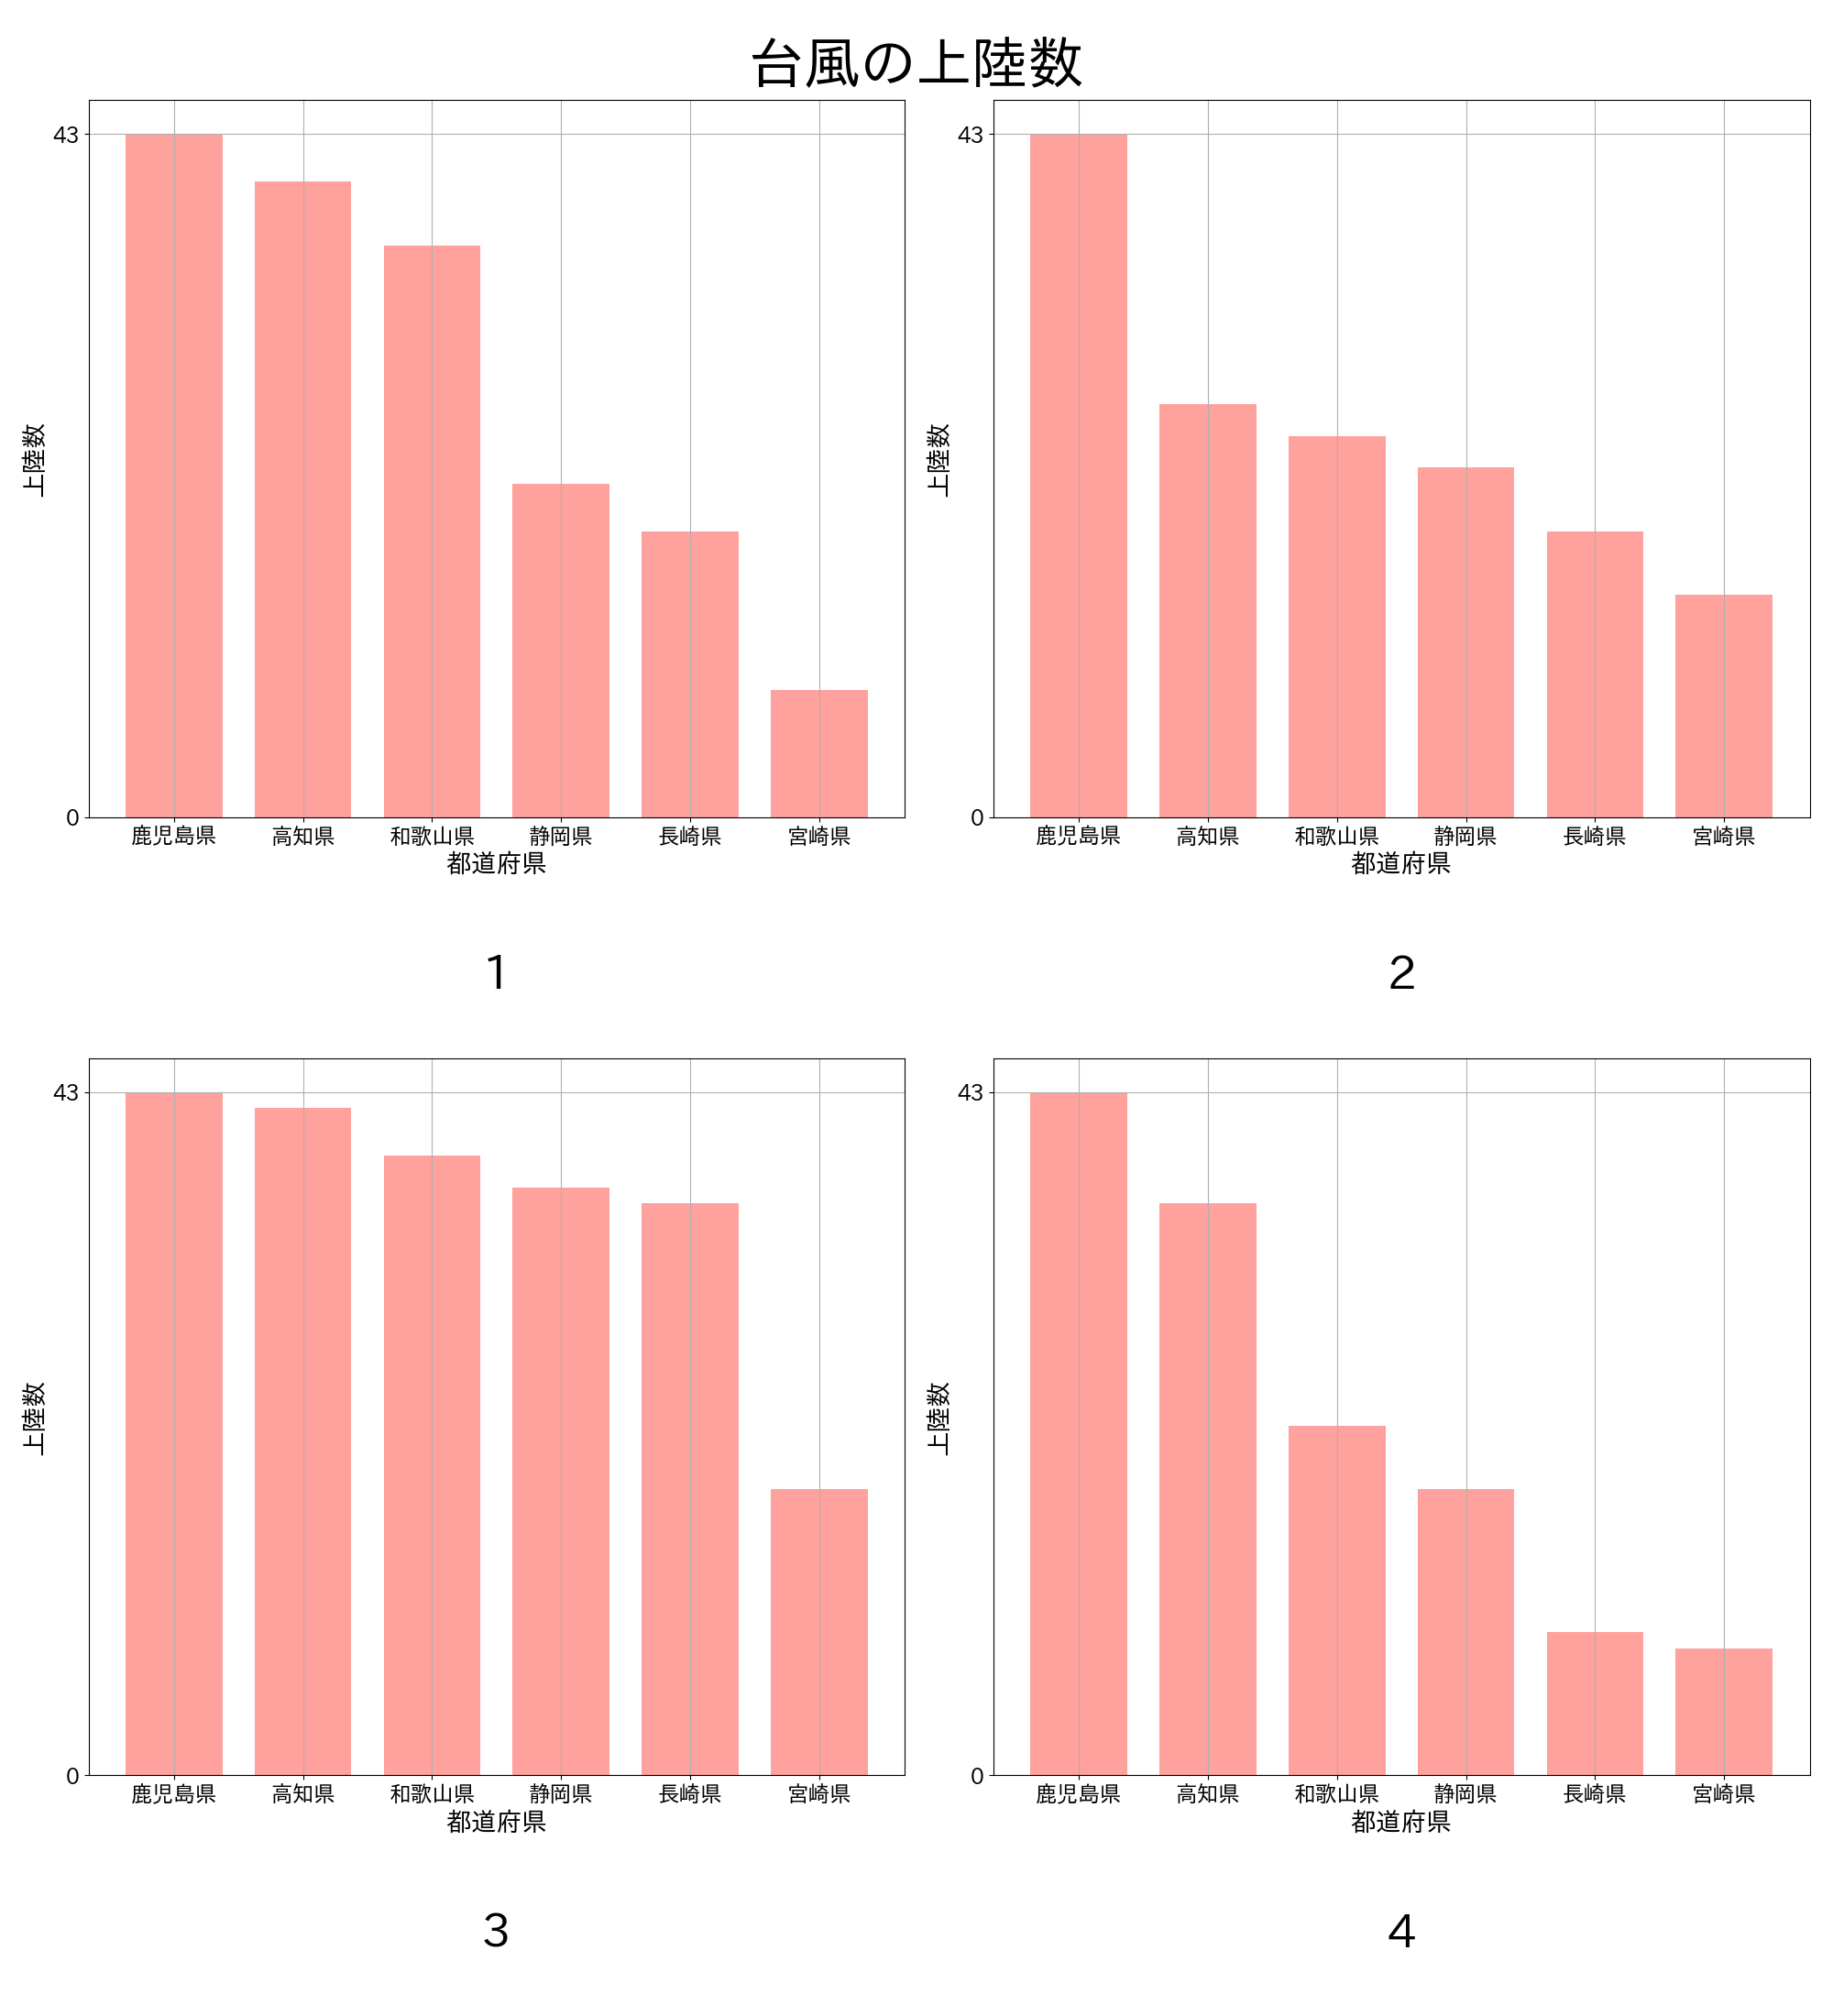 台風の上陸数
43
0
上陸数
鹿児島県 高知県 和歌山県 静岡県 長崎県 宮崎県
都道府県
1
43
0
上陸数
鹿児島県 高知県 和歌山県 静岡県 長崎県 宮崎県
都道府県
2
43
0
上陸数
鹿児島県 高知県 和歌山県 静岡県 長崎県 宮崎県
都道府県
3
43
0
上陸数
鹿児島県 高知県 和歌山県 静岡県 長崎県 宮崎県
都道府県
4